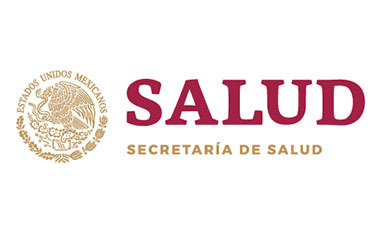 ESTADOS UNIDOS MEXICANOS
SALUD
SECRETARÍA DE SALUD